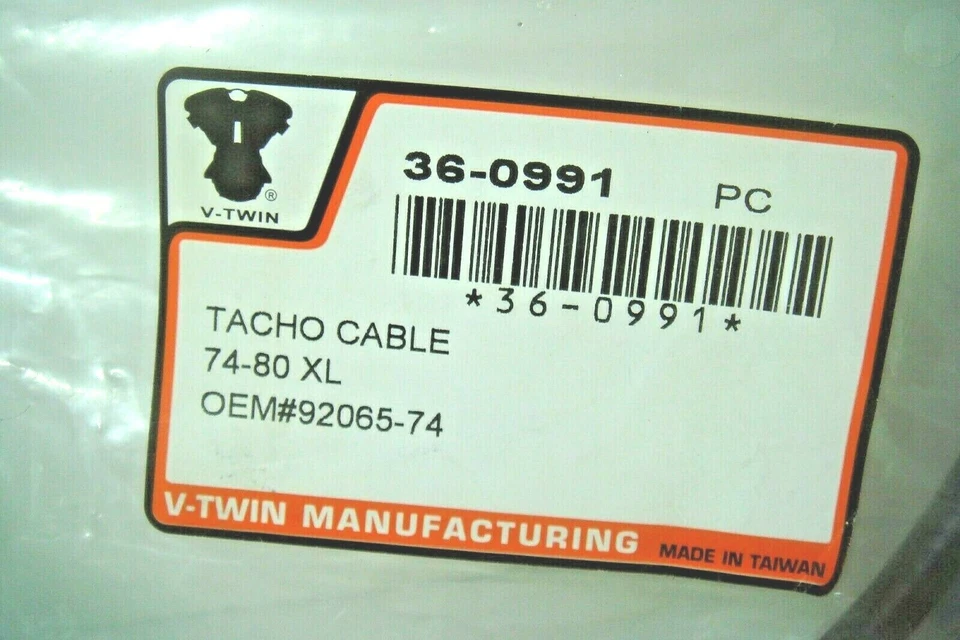 36-0991 PC
® 
V-TWIN
*36-0991*
TACHO CABLE
74-80 XL
OEM#92065-74
V-TWIN MANUFACTURING MADE IN TAIWAN